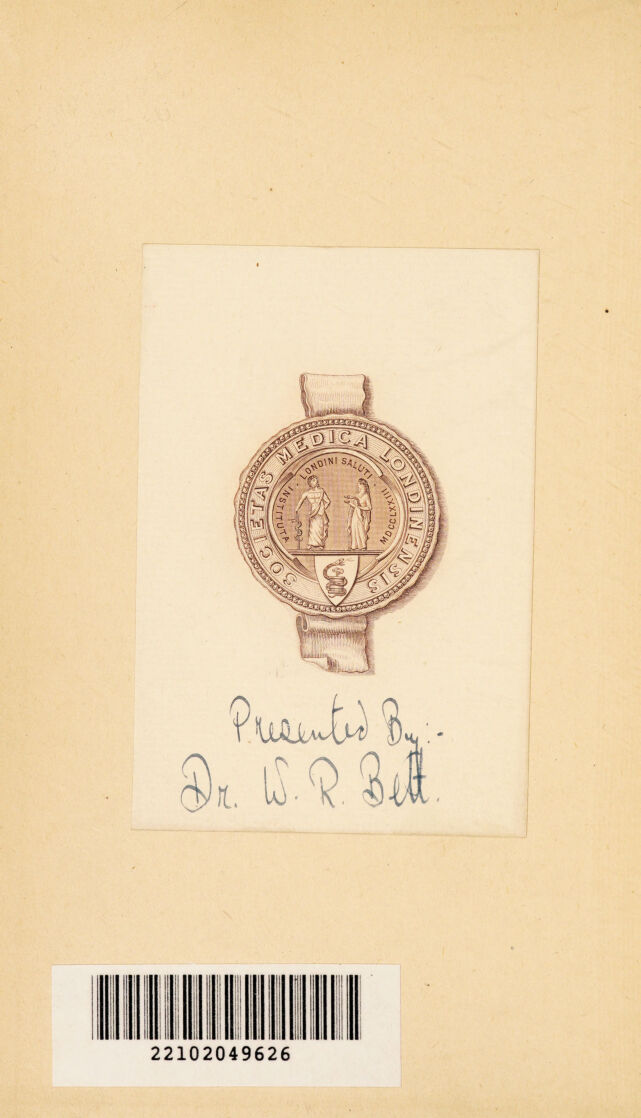 SOCIETAS MEDICA LONDINENSIS
INSTITUTA · LONDINI SALUTI · MDCCLXXIII
Presented By:-
Dr. W. R. Bett.
22102049626